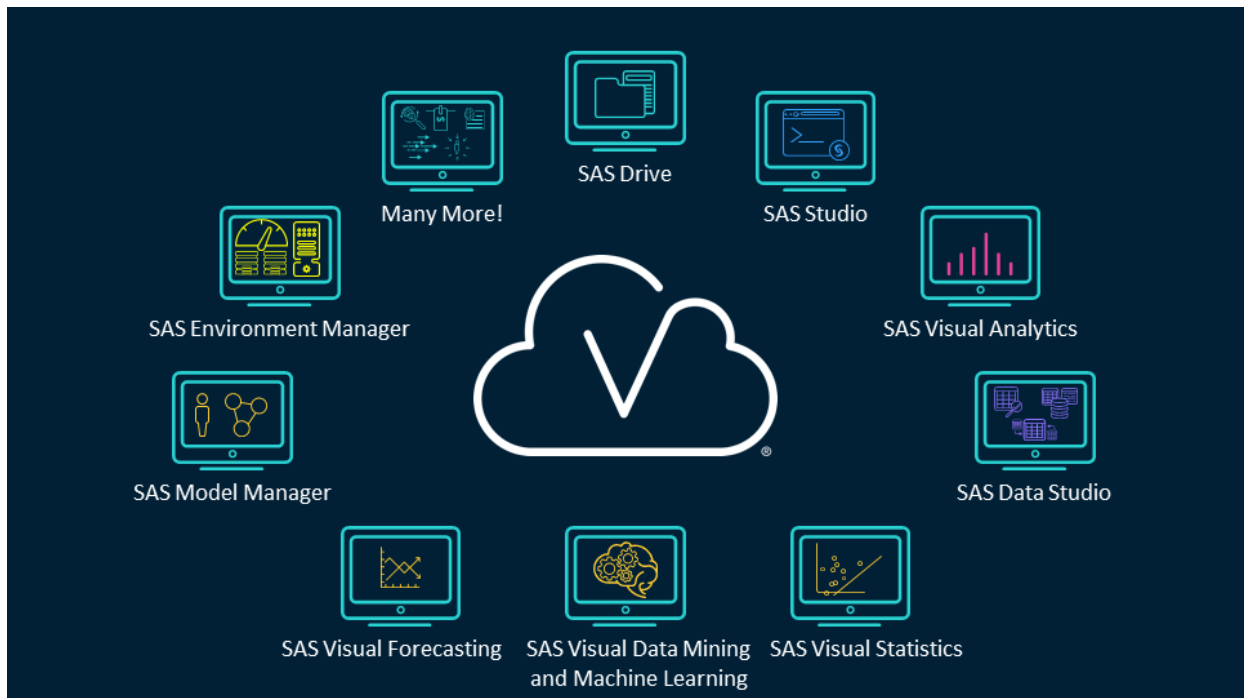 SAS Drive
Many More!
SAS Studio
SAS Environment Manager
V
SAS Visual Analytics
®
SAS Model Manager
SAS Data Studio
SAS Visual Forecasting
SAS Visual Data Mining
and Machine Learning
SAS Visual Statistics